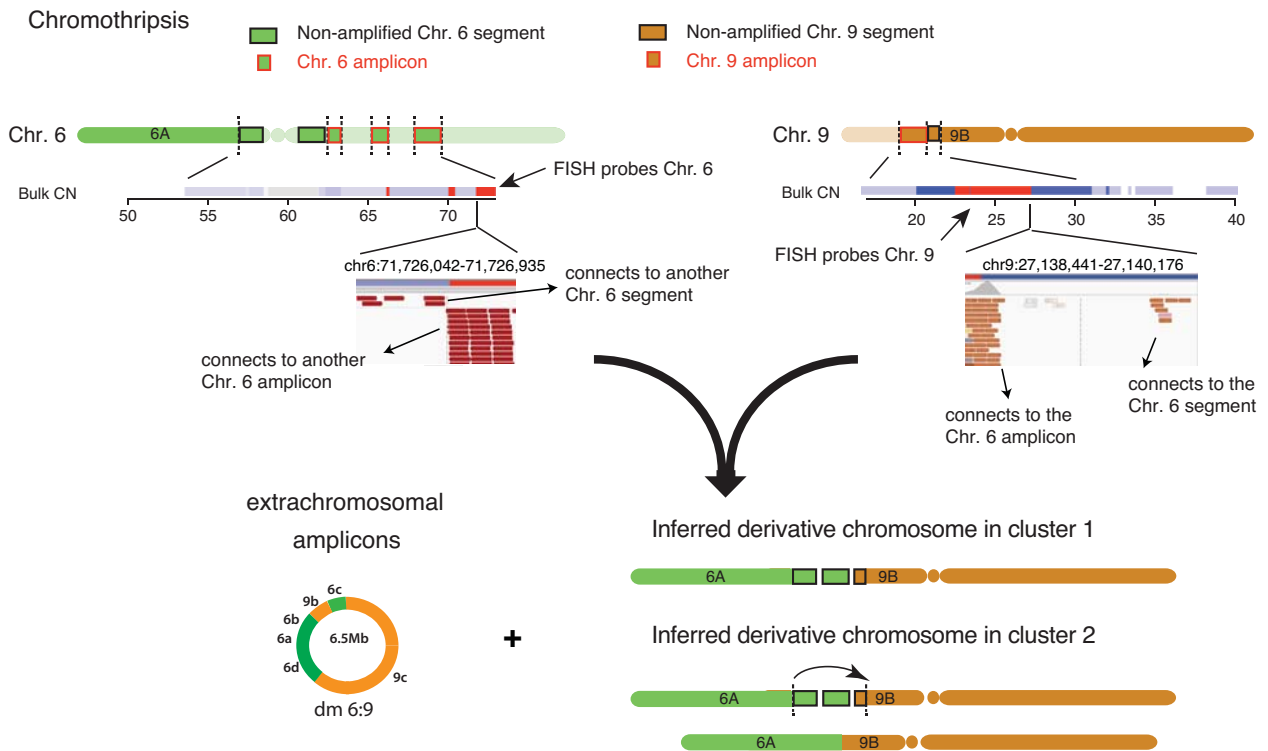 Chromothripsis
Non-amplified Chr. 6 segment
Chr. 6 amplicon
Non-amplified Chr. 9 segment
Chr. 9 amplicon
Chr. 6
6A
Chr. 9
9B
FISH probes Chr. 6
Bulk CN
50 55 60 65 70
Bulk CN
20 25 30 35 40
FISH probes Chr. 9
chr6:71,726,042-71,726,935
connects to another
Chr. 6 segment
connects to another
Chr. 6 amplicon
chr9:27,138,441-27,140,176
connects to the
Chr. 6 segment
connects to the
Chr. 6 amplicon
extrachromosomal
amplicons
6c
9b
6b
6a
6d
9c
6.5Mb
dm 6:9
+
Inferred derivative chromosome in cluster 1
6A 9B
Inferred derivative chromosome in cluster 2
6A 9B
6A 9B